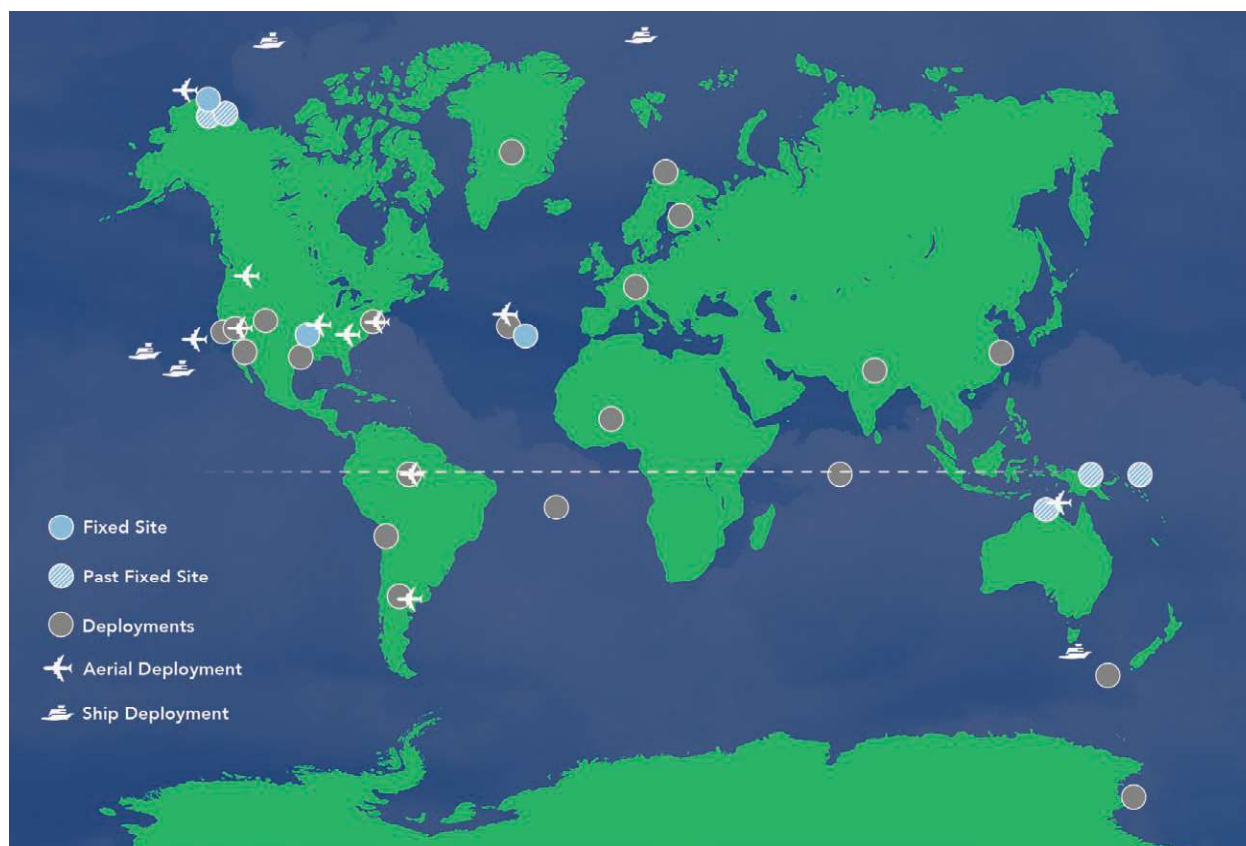 Fixed Site
Past Fixed Site
Deployments
Aerial Deployment
Ship Deployment